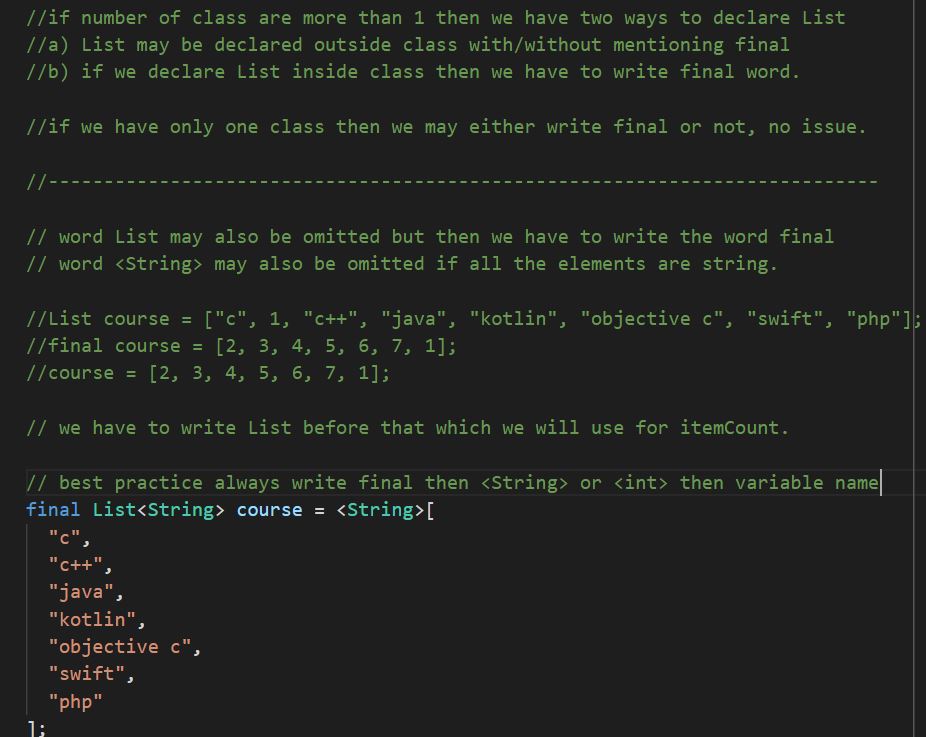 //if number of class are more than 1 then we have two ways to declare List
//a) List may be declared outside class with/without mentioning final
//b) if we declare List inside class then we have to write final word.
//if we have only one class then we may either write final or not, no issue.
//---------------------------------------------------------------------------
// word List may also be omitted but then we have to write the word final
// word <String> may also be omitted if all the elements are string.
//List course = ["c", 1, "c++", "java", "kotlin", "objective c", "swift", "php"];
//final course = [2, 3, 4, 5, 6, 7, 1];
//course = [2, 3, 4, 5, 6, 7, 1];
// we have to write List before that which we will use for itemCount.
// best practice always write final then <String> or <int> then variable name
final List<String> course = <String>[
"c",
"c++",
"java",
"kotlin",
"objective c",
"swift",
"php"
];